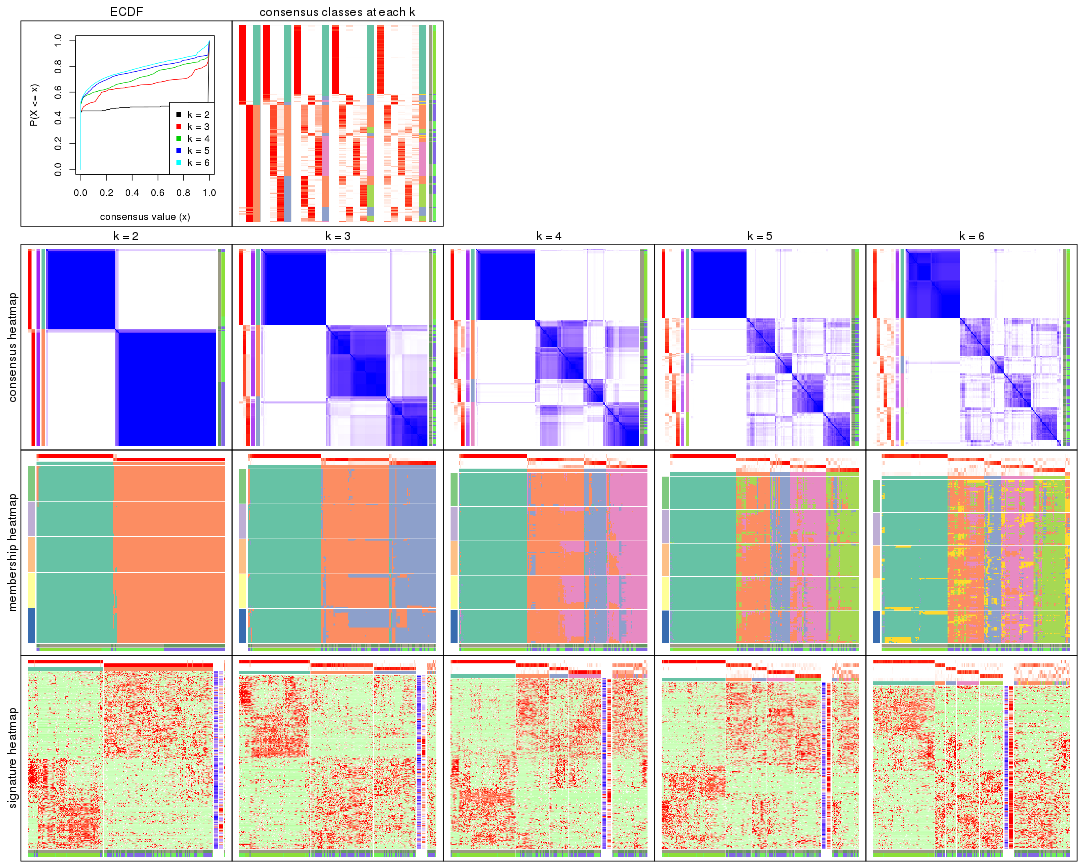 ECDF
consensus classes at each k
P(X <= x)
0.0 0.2 0.4 0.6 0.8 1.0
k = 2
k = 3
k = 4
k = 5
k = 6
0.0 0.2 0.4 0.6 0.8 1.0
consensus value (x)
k = 2
k = 3
k = 4
k = 5
k = 6
consensus heatmap
membership heatmap
signature heatmap